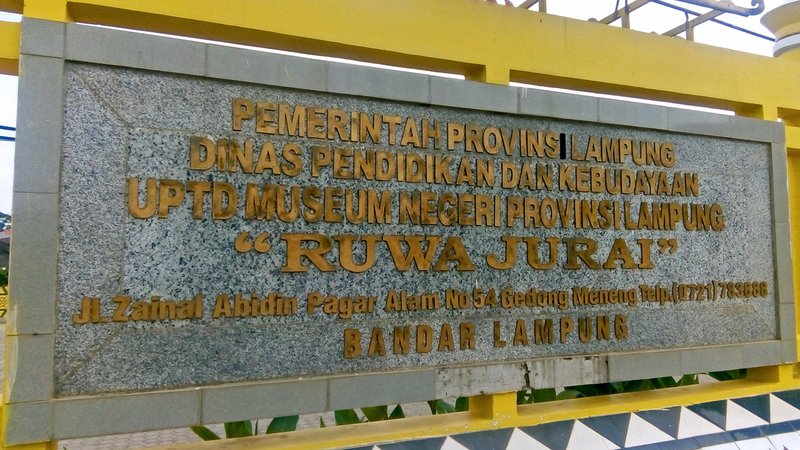 PEMERINTAH PROVINSI LAMPUNG
DINAS PENDIDIKAN DAN KEBUDAYAAN
UPTD MUSEUM NEGERI PROVINSI LAMPUNG
“RUWA JURAI”
Jl.Zainal Abidin Pagar Alam No 54 Gedong Meneng Telp.(0721)783688
BANDAR LAMPUNG